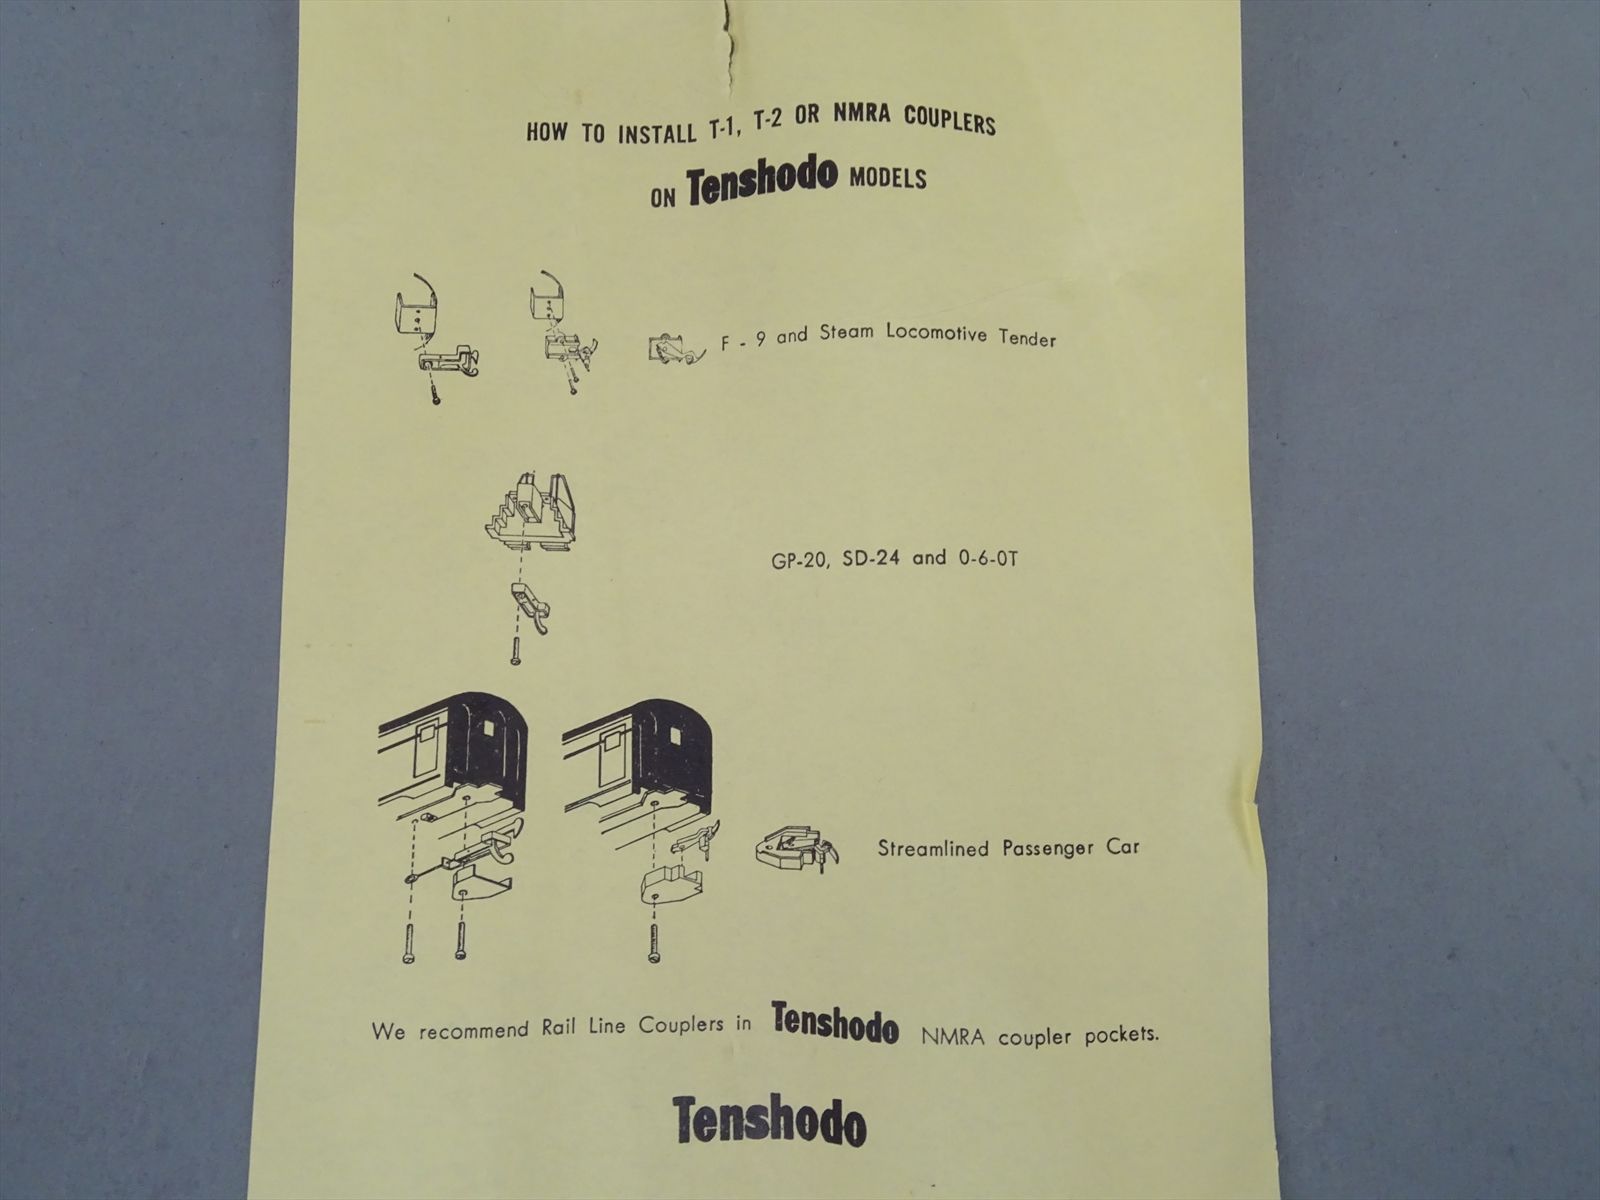 HOW TO INSTALL T-1, T-2 OR NMRA COUPLERS
ON Tenshodo MODELS
F - 9 and Steam Locomotive Tender
GP-20, SD-24 and 0-6-0T
Streamlined Passenger Car
We recommend Rail Line Couplers in Tenshodo NMRA coupler pockets.
Tenshodo